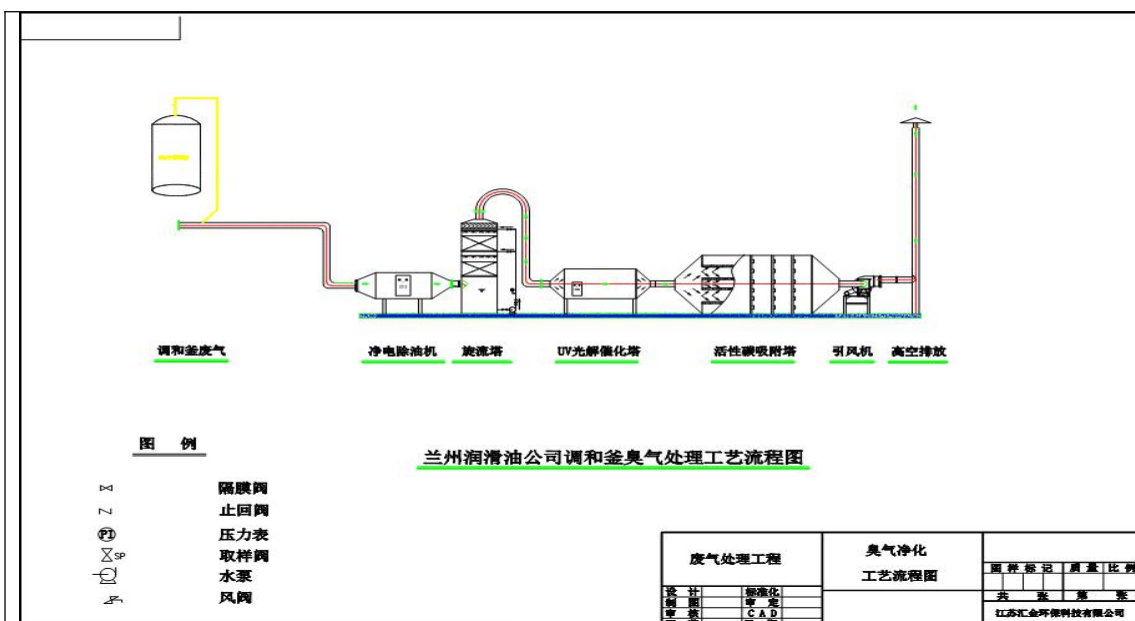 调和釜废气 净电除油机 旋流塔 UV光解催化塔 活性碳吸附塔 引风机 高空排放
兰州润滑油公司调和釜臭气处理工艺流程图
图 例
隔膜阀
止回阀
PI 压力表
SP 取样阀
水泵
风阀
废气处理工程
臭气净化
工艺流程图
图样标记 质量 比例
共 张 第 张
江苏汇金环保科技有限公司
设计 标准化
制图 审定
审核 CAD